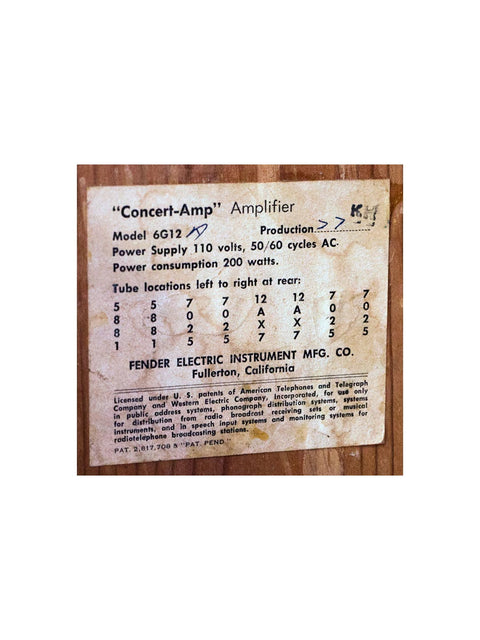 "Concert-Amp" Amplifier
Model 6G12 A Production >7 KH
Power Supply 110 volts, 50/60 cycles AC.
Power consumption 200 watts.
Tube locations left to right at rear:
5 5 7 7 12 12 7 7
8 8 0 0 A A 0 0
8 8 2 2 X X 2 2
1 1 5 5 7 7 5 5
FENDER ELECTRIC INSTRUMENT MFG. CO.
Fullerton, California
Licensed under U. S. patents of American Telephones and Telegraph
Company and Western Electric Company, Incorporated, for use only
in public address systems, phonograph distribution systems, systems
for distribution from radio broadcast receiving sets or musical
instruments, and in speech input systems and monitoring systems for
radiotelephone broadcasting stations.
PAT. 2,817,708 & "PAT. PEND."